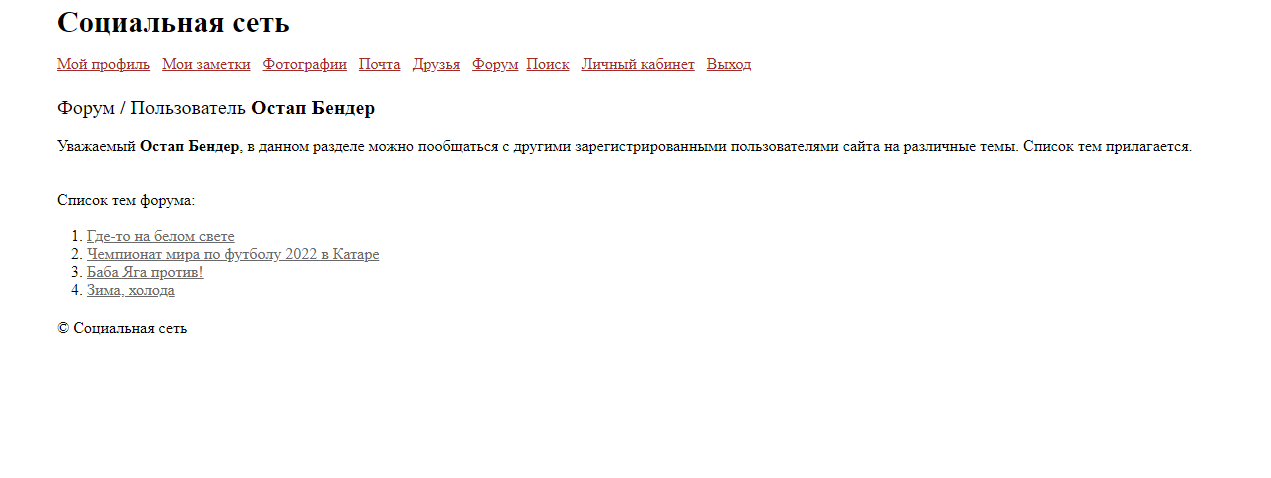 Социальная сеть
Мой профиль Мои заметки Фотографии Почта Друзья Форум Поиск Личный кабинет Выход
Форум / Пользователь Остап Бендер
Уважаемый Остап Бендер, в данном разделе можно пообщаться с другими зарегистрированными пользователями сайта на различные темы. Список тем прилагается.
Список тем форума:
1. Где-то на белом свете
2. Чемпионат мира по футболу 2022 в Катаре
3. Баба Яга против!
4. Зима, холода
© Социальная сеть